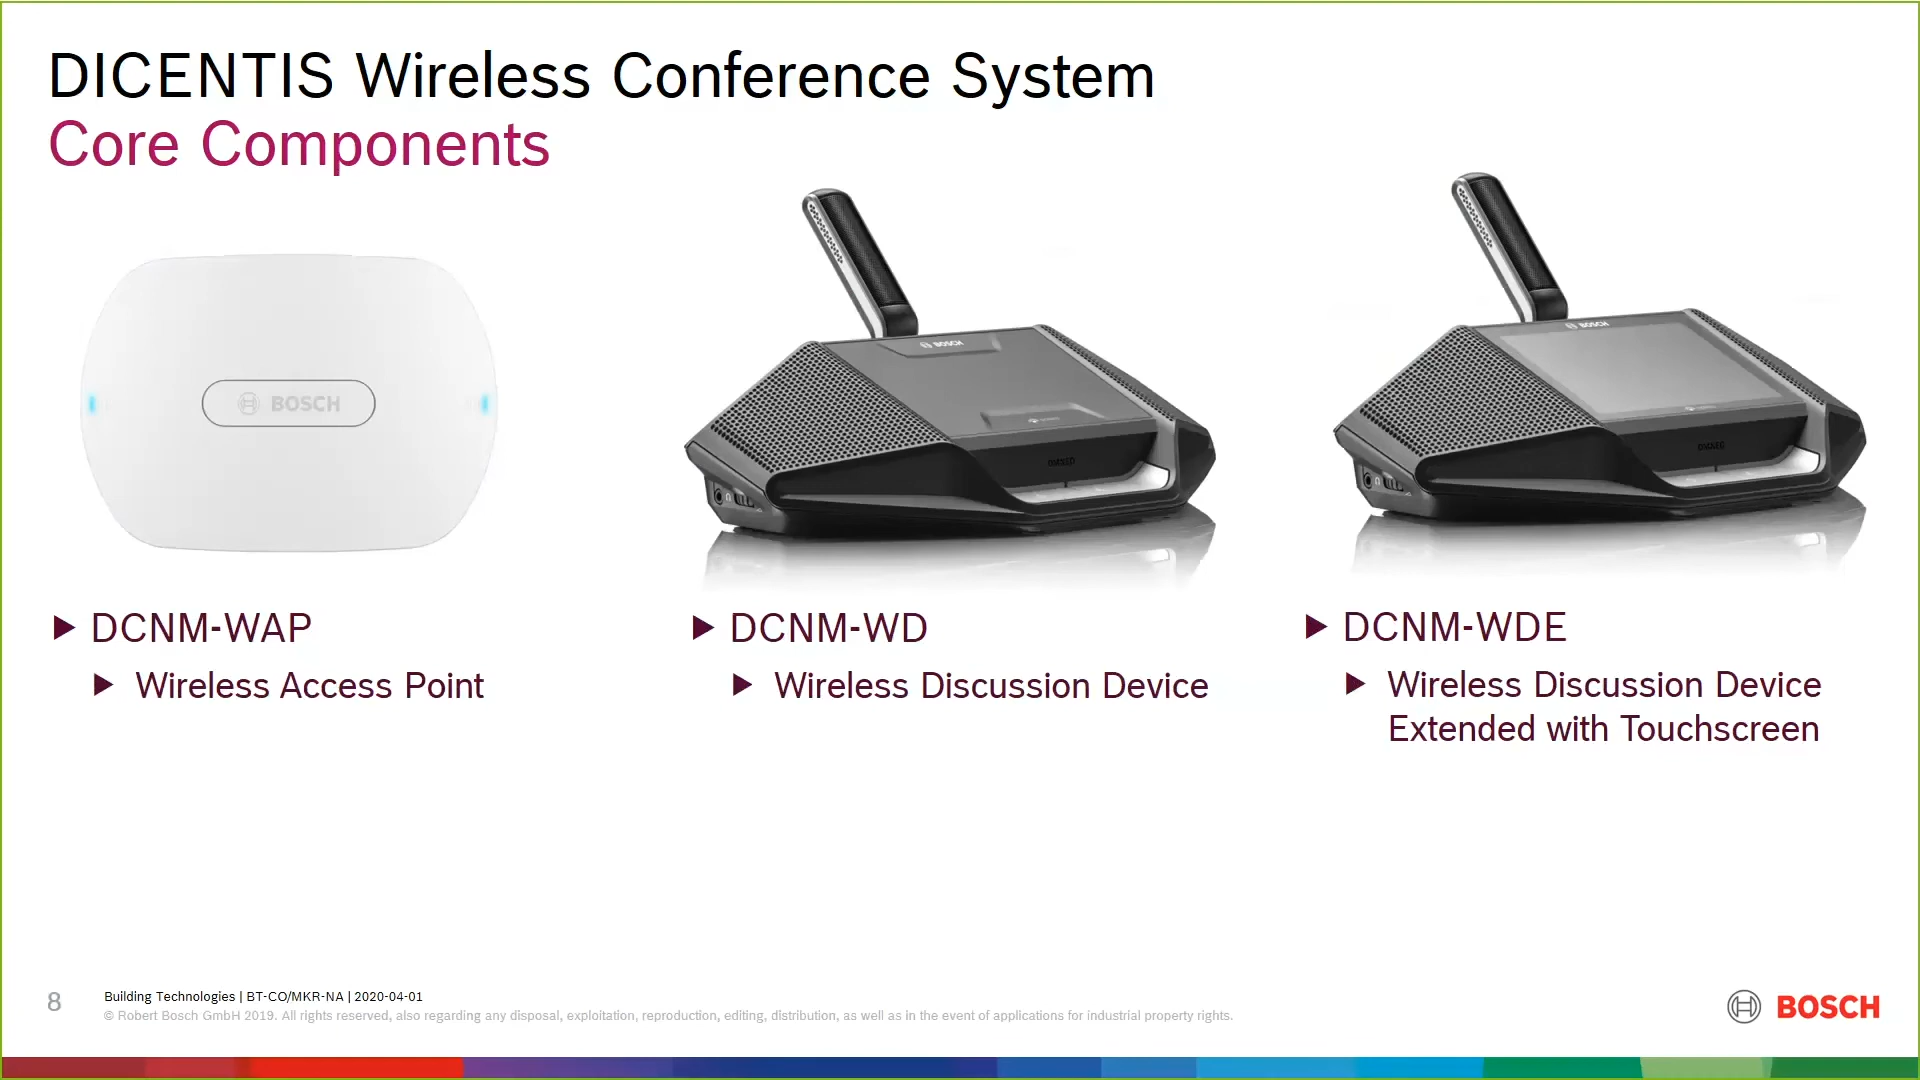 DICENTIS Wireless Conference System
Core Components
BOSCH
BOSCH
BOSCH
DCNM-WAP
Wireless Access Point
DCNM-WD
Wireless Discussion Device
DCNM-WDE
Wireless Discussion Device
Extended with Touchscreen
8
Building Technologies | BT-CO/MKR-NA | 2020-04-01
© Robert Bosch GmbH 2019. All rights reserved, also regarding any disposal, exploitation, reproduction, editing, distribution, as well as in the event of applications for industrial property rights.
BOSCH